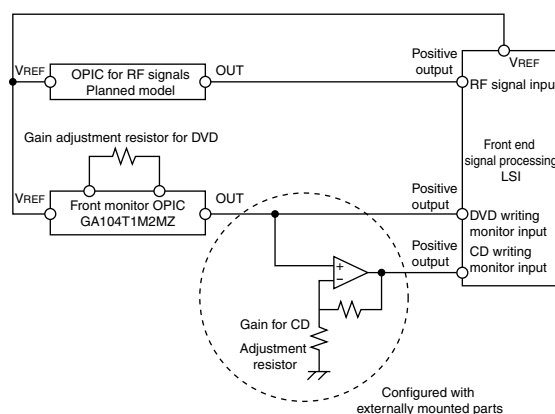 Positive
output
VREF
VREF
OPIC for RF signals
Planned model
OUT
RF signal input
Gain adjustment resistor for DVD
Front end
signal processing
LSI
VREF
Front monitor OPIC
GA104T1M2MZ
OUT
Positive
output
DVD writing
monitor input
Positive
output
CD writing
monitor input
+
−
Gain for CD
Adjustment
resistor
Configured with
externally mounted parts